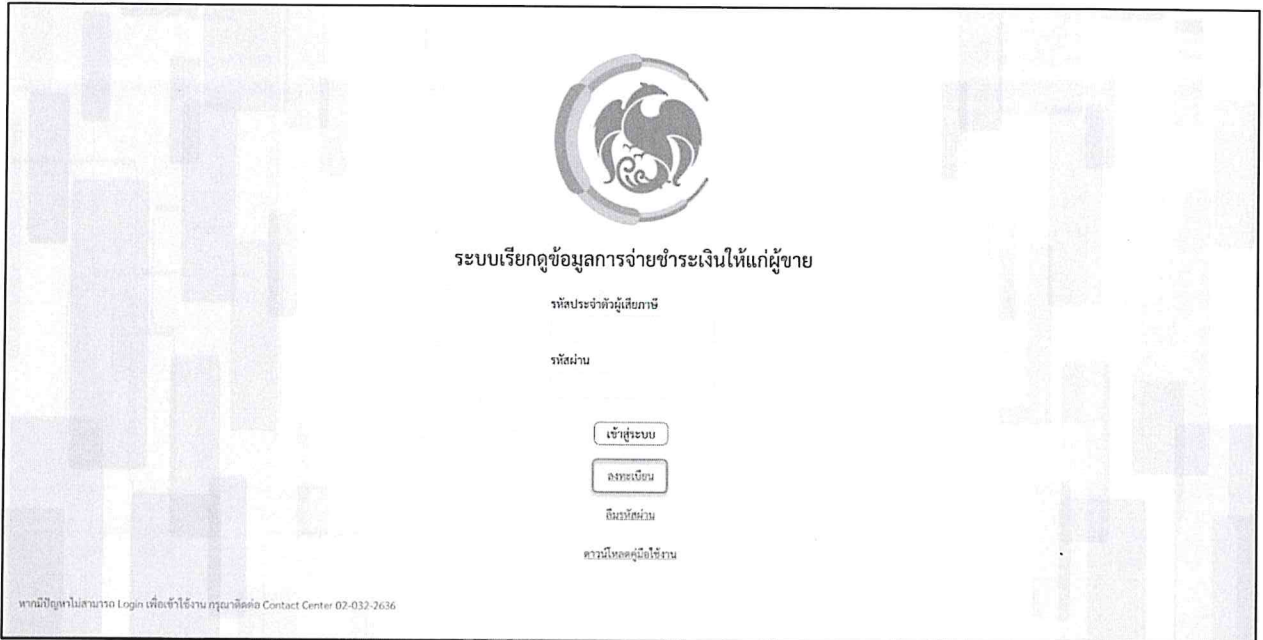 ระบบเรียกดูข้อมูลการจ่ายชำระเงินให้แก่ผู้ขาย
รหัสประจำตัวผู้เสียภาษี
รหัสผ่าน
เข้าสู่ระบบ
ลงทะเบียน
ลืมรหัสผ่าน
ดาวน์โหลดคู่มือใช้งาน
หากมีปัญหาไม่สามารถ Login เพื่อเข้าใช้งาน กรุณาติดต่อ Contact Center 02-032-2636